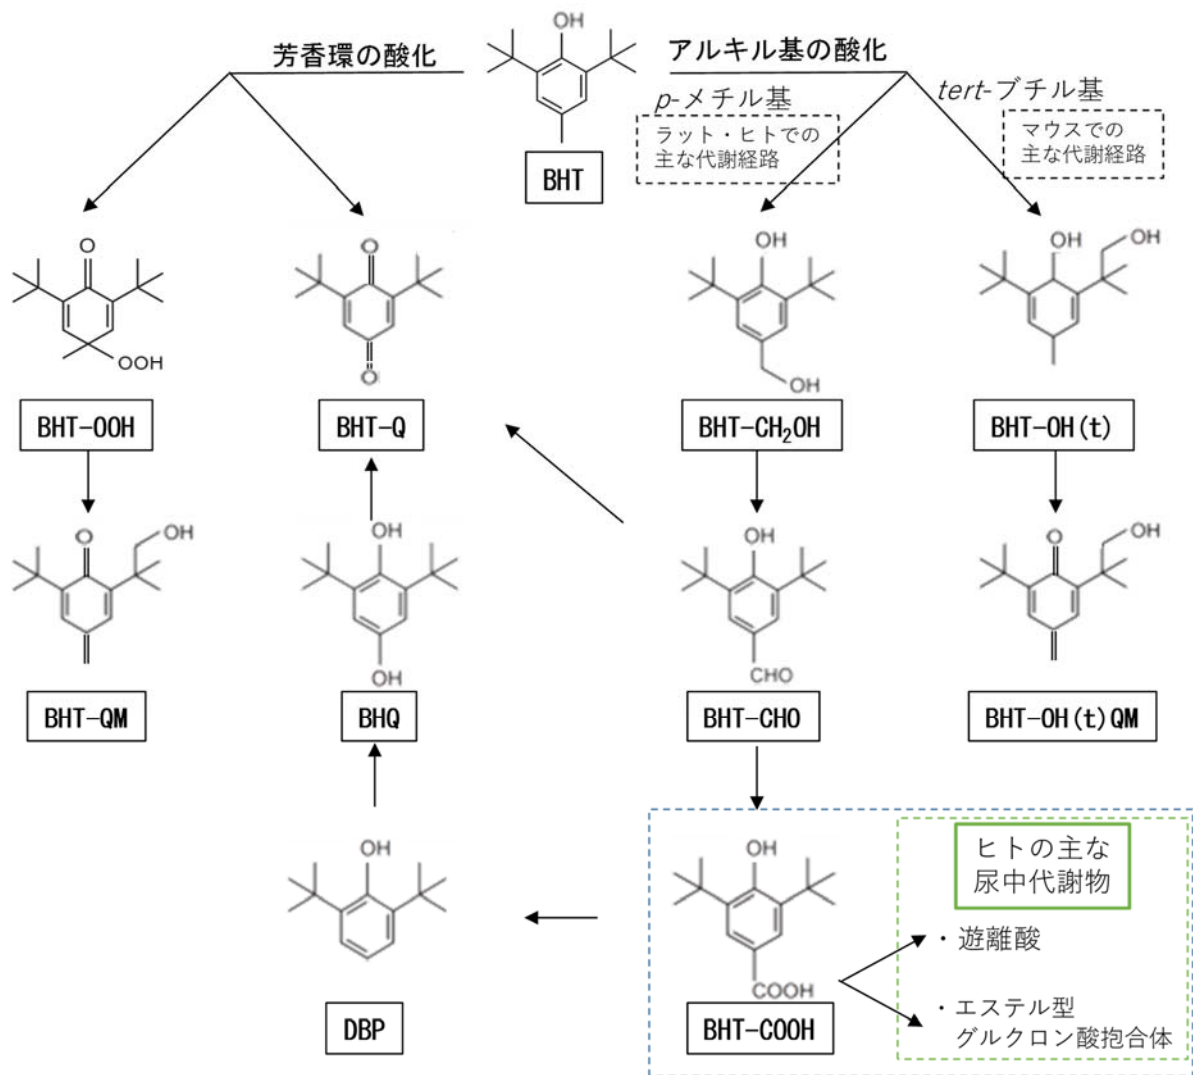 OH
芳香環の酸化
アルキル基の酸化
p-メチル基
tert-ブチル基
ラット・ヒトでの
主な代謝経路
マウスでの
主な代謝経路
BHT
O
OOH
BHT-OOH
O
O
BHT-Q
OH
OH
BHT-CH₂OH
OH
OH
BHT-OH(t)
O
OH
BHT-QM
OH
OH
BHQ
OH
CHO
BHT-CHO
O
OH
BHT-OH(t)QM
OH
DBP
OH
COOH
BHT-COOH
ヒトの主な
尿中代謝物
・遊離酸
・エステル型
グルクロン酸抱合体